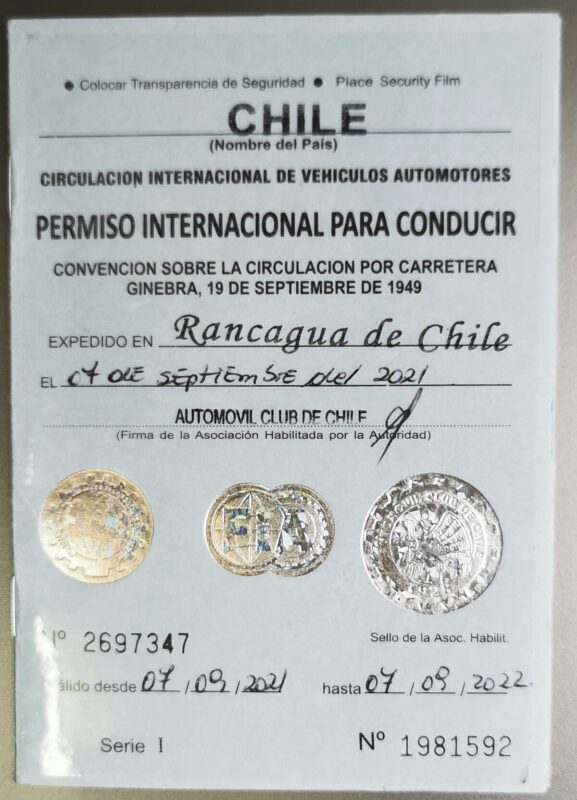 ● Colocar Transparencia de Seguridad ● Place Security Film
CHILE
(Nombre del País)
CIRCULACION INTERNACIONAL DE VEHICULOS AUTOMOTORES
PERMISO INTERNACIONAL PARA CONDUCIR
CONVENCION SOBRE LA CIRCULACION POR CARRETERA
GINEBRA, 19 DE SEPTIEMBRE DE 1949
EXPEDIDO EN Rancagua de Chile
EL 07 DE septiembre del 2021
AUTOMOVIL CLUB DE CHILE
(Firma de la Asociación Habilitada por la Autoridad)
Nº 2697347
Sello de la Asoc. Habilit.
válido desde 07/09/2021 hasta 07/09/2022.
Serie I
Nº 1981592